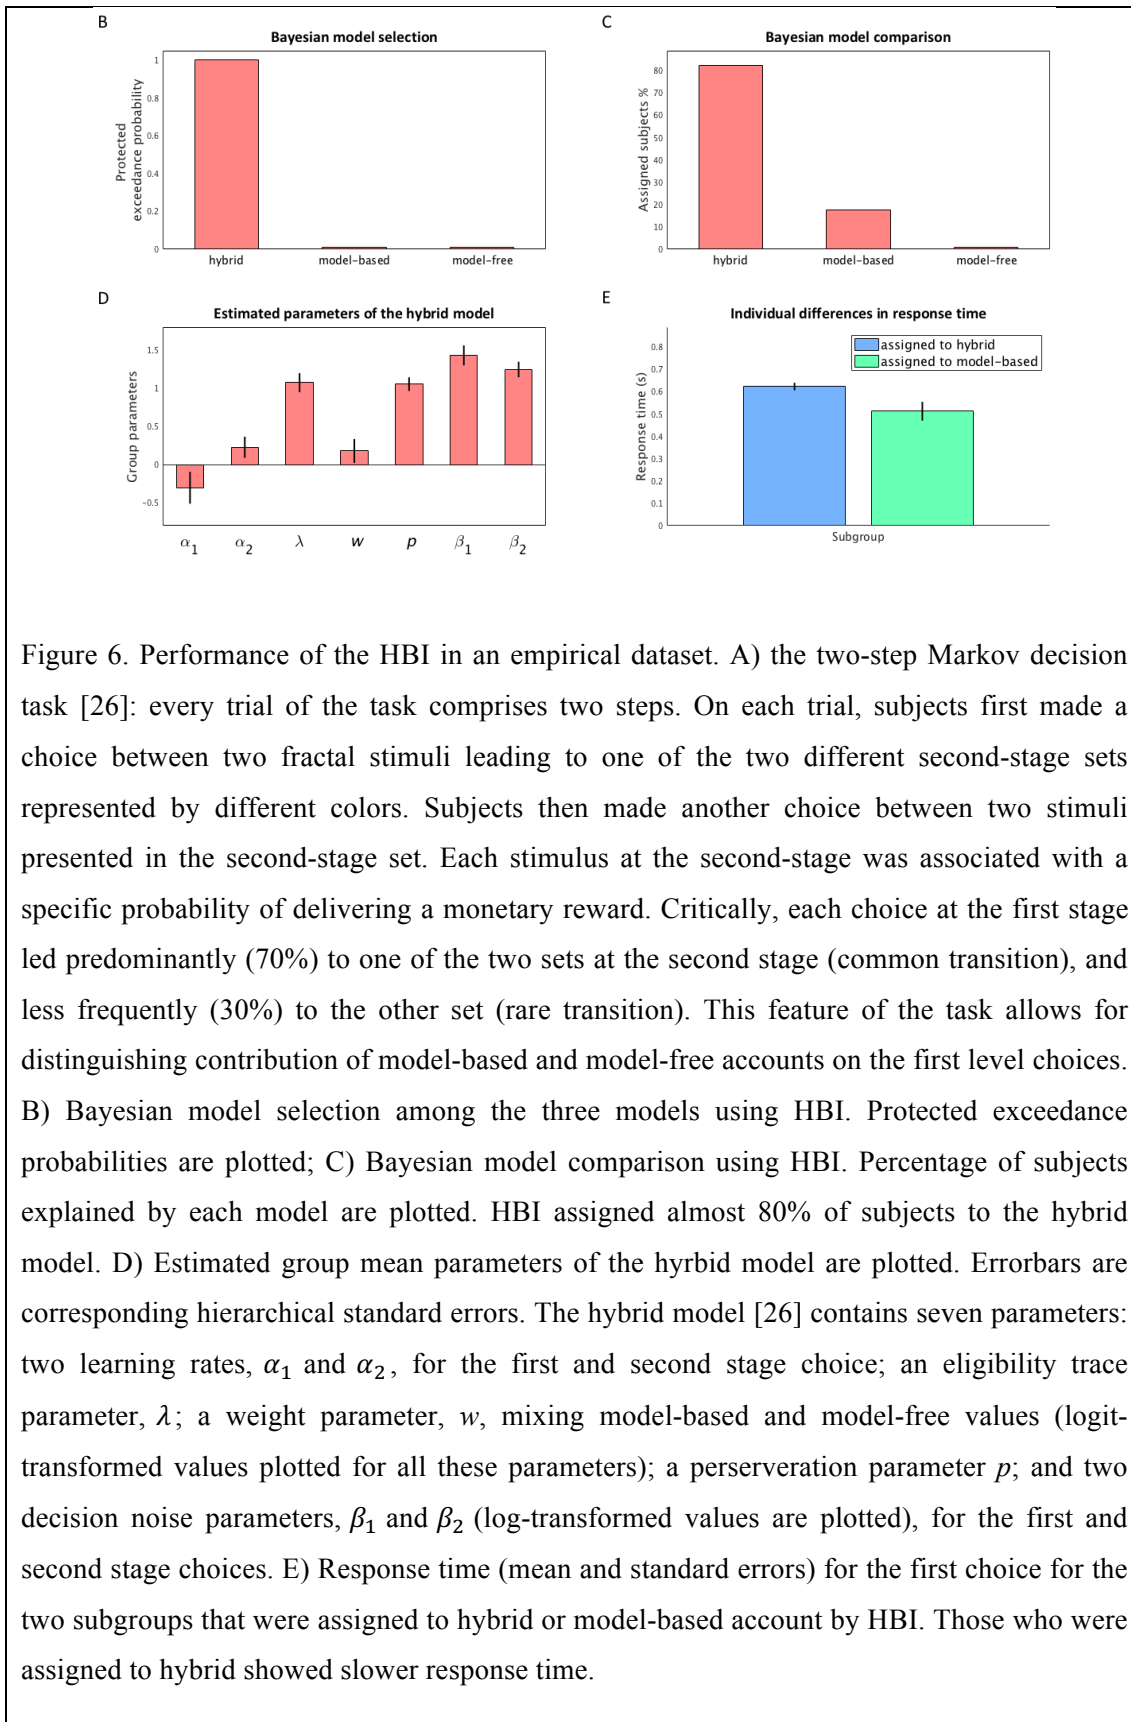 B
Bayesian model selection
Protected
exceedance probability
1
0.8
0.6
0.4
0.2
0
hybrid model-based model-free
C
Bayesian model comparison
Assigned subjects %
80
70
60
50
40
30
20
10
0
hybrid model-based model-free
D
Estimated parameters of the hybrid model
Group parameters
1.5
1
0.5
0
-0.5
α1 α2 λ w p β1 β2
E
Individual differences in response time
assigned to hybrid
assigned to model-based
Response time (s)
0.8
0.7
0.6
0.5
0.4
0.3
0.2
0.1
0
Subgroup
Figure 6. Performance of the HBI in an empirical dataset. A) the two-step Markov decision
task [26]: every trial of the task comprises two steps. On each trial, subjects first made a
choice between two fractal stimuli leading to one of the two different second-stage sets
represented by different colors. Subjects then made another choice between two stimuli
presented in the second-stage set. Each stimulus at the second-stage was associated with a
specific probability of delivering a monetary reward. Critically, each choice at the first stage
led predominantly (70%) to one of the two sets at the second stage (common transition), and
less frequently (30%) to the other set (rare transition). This feature of the task allows for
distinguishing contribution of model-based and model-free accounts on the first level choices.
B) Bayesian model selection among the three models using HBI. Protected exceedance
probabilities are plotted; C) Bayesian model comparison using HBI. Percentage of subjects
explained by each model are plotted. HBI assigned almost 80% of subjects to the hybrid
model. D) Estimated group mean parameters of the hyrbid model are plotted. Errorbars are
corresponding hierarchical standard errors. The hybrid model [26] contains seven parameters:
two learning rates, α1 and α2, for the first and second stage choice; an eligibility trace
parameter, λ; a weight parameter, w, mixing model-based and model-free values (logit-
transformed values plotted for all these parameters); a perserveration parameter p; and two
decision noise parameters, β1 and β2 (log-transformed values are plotted), for the first and
second stage choices. E) Response time (mean and standard errors) for the first choice for the
two subgroups that were assigned to hybrid or model-based account by HBI. Those who were
assigned to hybrid showed slower response time.